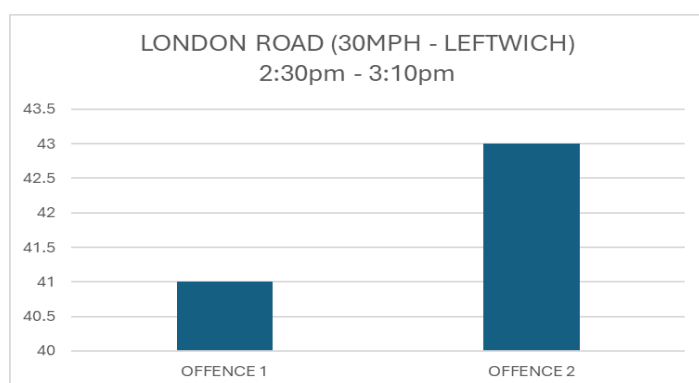 LONDON ROAD (30MPH - LEFTWICH)
2:30pm - 3:10pm
43.5
43
42.5
42
41.5
41
40.5
40
OFFENCE 1 OFFENCE 2